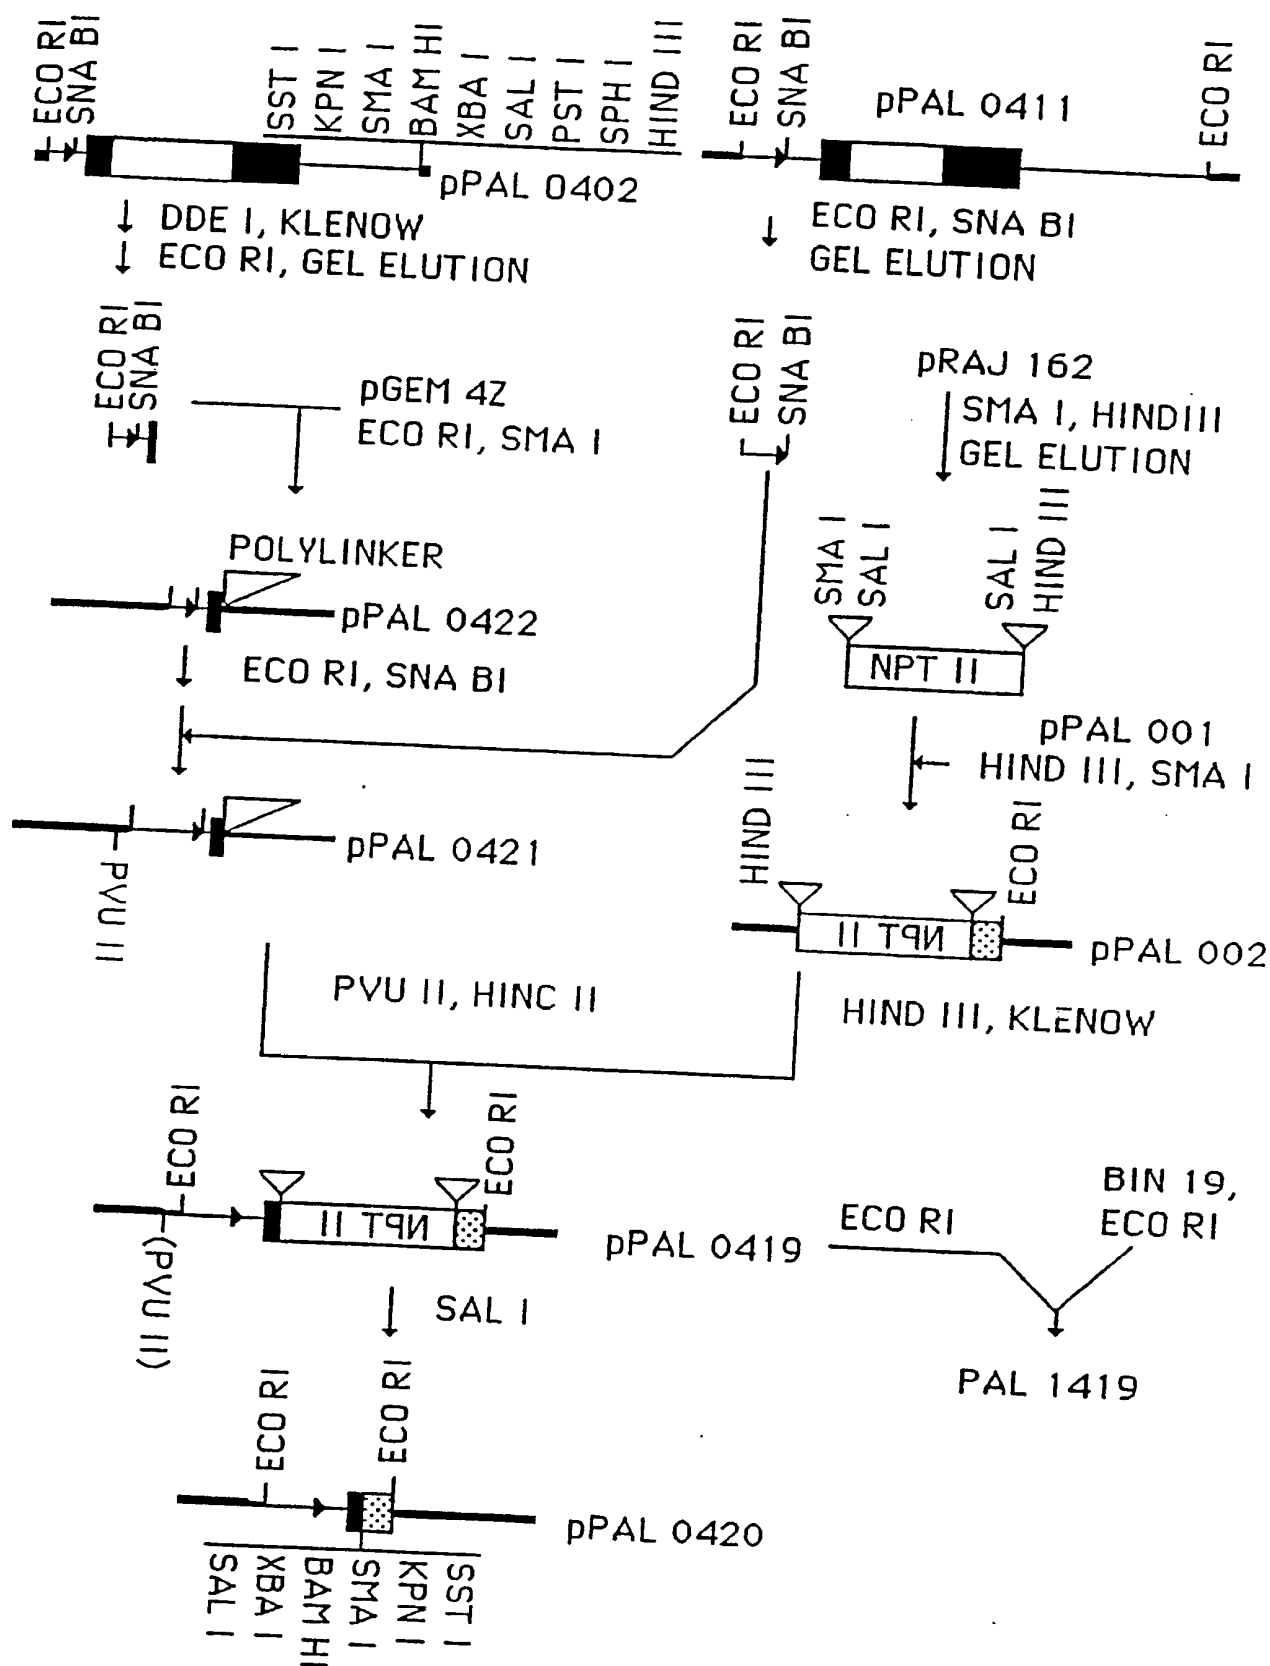 ECO RI
SNA BI
SST I
KPN I
SMA I
BAM HI
XBA I
SAL I
PST I
SPH I
HIND III
pPAL 0402
ECO RI
SNA BI
pPAL 0411
ECO RI
DDE I, KLENOW
ECO RI, GEL ELUTION
ECO RI, SNA BI
GEL ELUTION
ECO RI
SNA BI
pGEM 4Z
ECO RI, SMA I
ECO RI
SNA BI
pRAJ 162
SMA I, HINDIII
GEL ELUTION
POLYLINKER
pPAL 0422
SMA I
SAL I
SAL I
HIND III
NPT II
ECO RI, SNA BI
pPAL 001
HIND III, SMA I
pPAL 0421
PVU II
HIND III
ECO RI
NPT II
pPAL 002
PVU II, HINC II
HIND III, KLENOW
ECO RI
ECO RI
NPT II
(PVU II)
pPAL 0419
ECO RI
BIN 19,
ECO RI
SAL I
PAL 1419
ECO RI
ECO RI
pPAL 0420
SAL I
XBA I
BAM HI
SMA I
KPN I
SST I